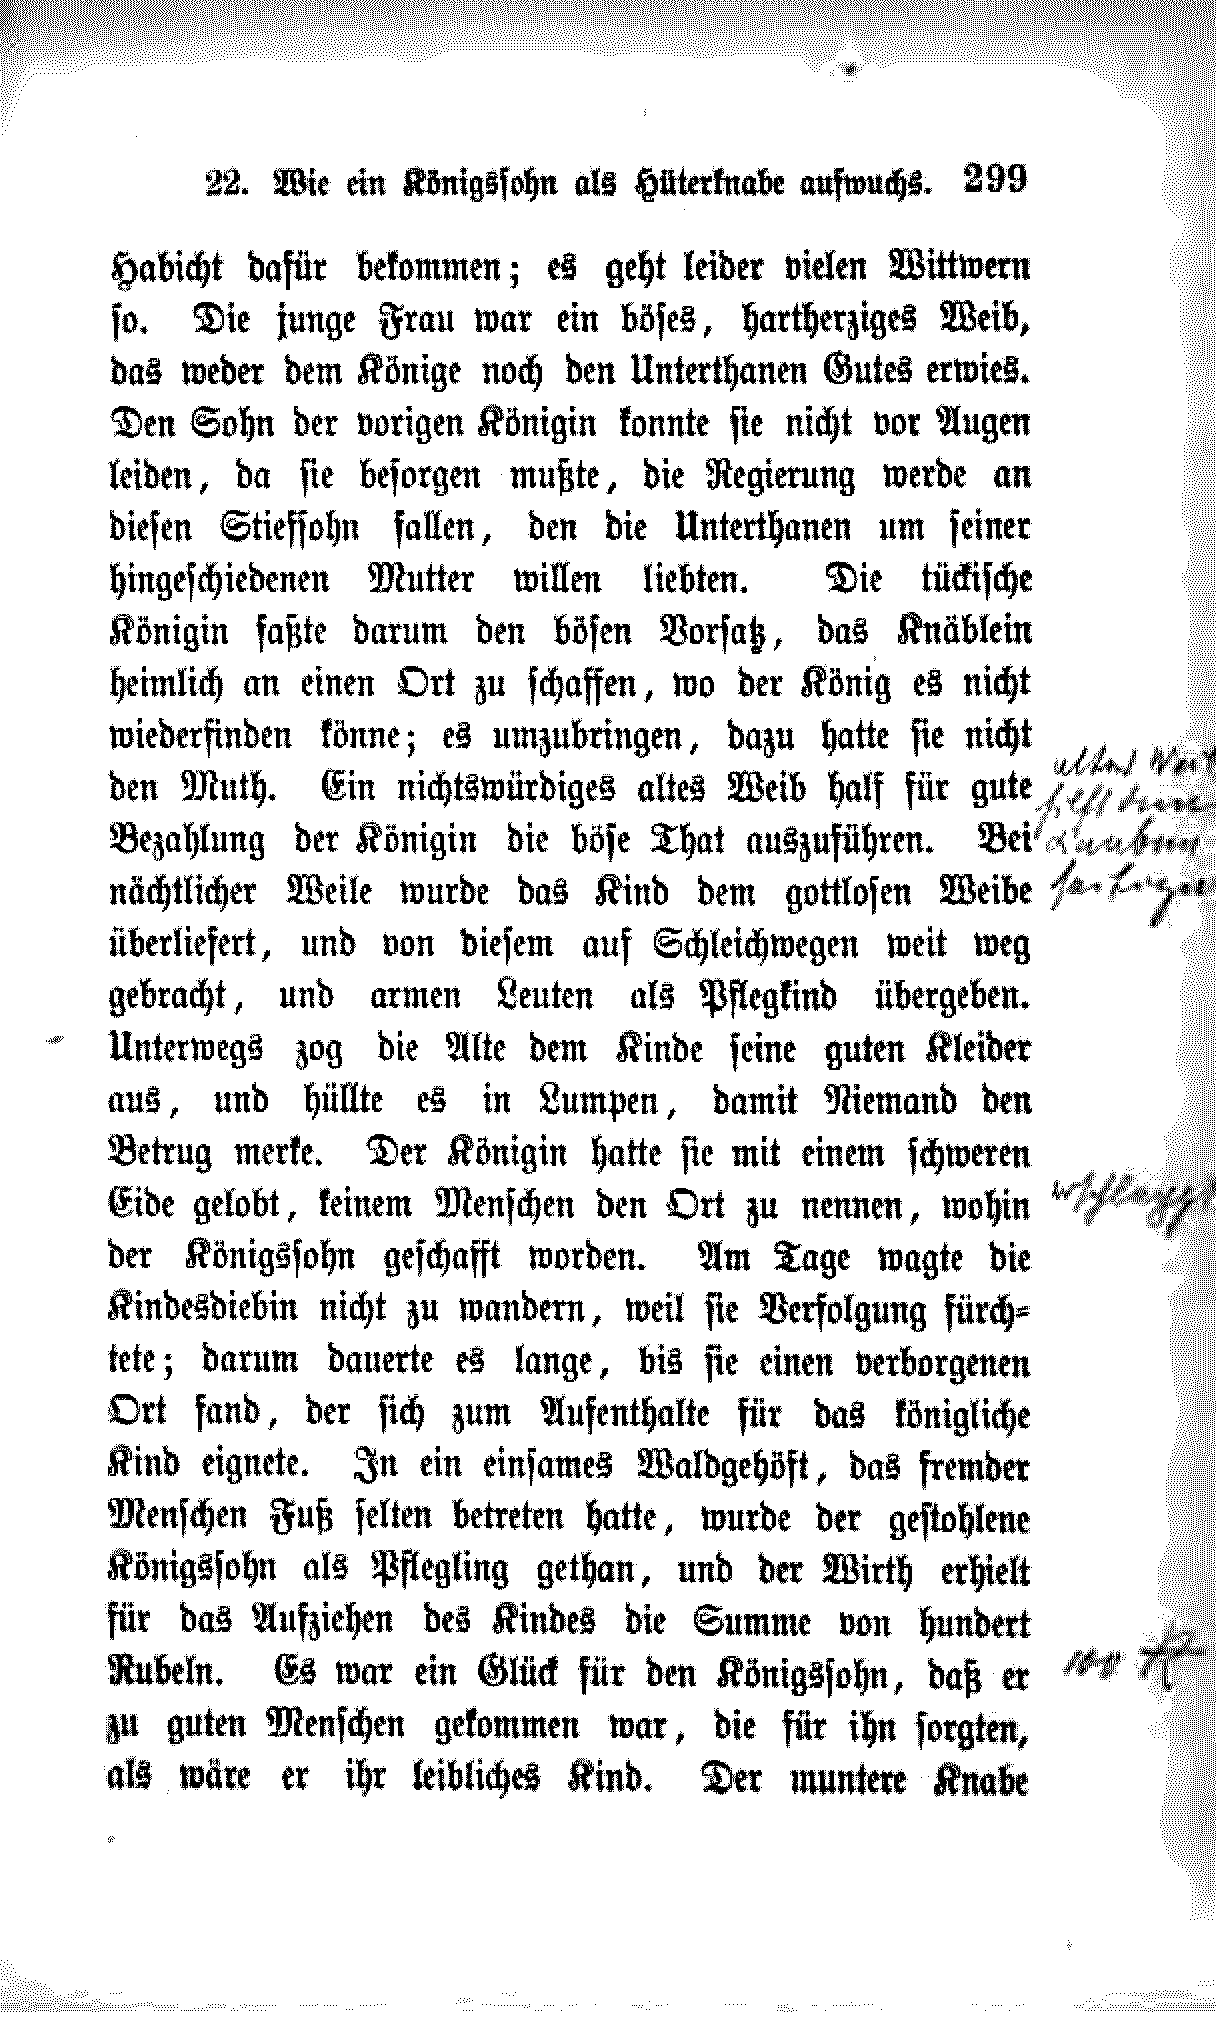 22. Wie ein Königssohn als Hüterknabe aufwuchs. 299
Habicht dafür bekommen; es geht leider vielen Wittwern
so. Die junge Frau war ein böses, hartherziges Weib,
das weder dem Könige noch den Unterthanen Gutes erwies.
Den Sohn der vorigen Königin konnte sie nicht vor Augen
leiden, da sie besorgen mußte, die Regierung werde an
diesen Stiefsohn fallen, den die Unterthanen um seiner
hingeschiedenen Mutter willen liebten. Die tückische
Königin faßte darum den bösen Vorsatz, das Knäblein
heimlich an einen Ort zu schaffen, wo der König es nicht
wiederfinden könne; es umzubringen, dazu hatte sie nicht
den Muth. Ein nichtswürdiges altes Weib half für gute
Bezahlung der Königin die böse That auszuführen. Bei
nächtlicher Weile wurde das Kind dem gottlosen Weibe
überliefert, und von diesem auf Schleichwegen weit weg
gebracht, und armen Leuten als Pflegkind übergeben.
Unterwegs zog die Alte dem Kinde seine guten Kleider
aus, und hüllte es in Lumpen, damit Niemand den
Betrug merke. Der Königin hatte sie mit einem schweren
Eide gelobt, keinem Menschen den Ort zu nennen, wohin
der Königssohn geschafft worden. Am Tage wagte die
Kindesdiebin nicht zu wandern, weil sie Verfolgung fürch=
tete; darum dauerte es lange, bis sie einen verborgenen
Ort fand, der sich zum Aufenthalte für das königliche
Kind eignete. In ein einsames Waldgehöft, das fremder
Menschen Fuß selten betreten hatte, wurde der gestohlene
Königssohn als Pflegling gethan, und der Wirth erhielt
für das Aufziehen des Kindes die Summe von hundert
Rubeln. Es war ein Glück für den Königssohn, daß er
zu guten Menschen gekommen war, die für ihn sorgten,
als wäre er ihr leibliches Kind. Der muntere Knabe